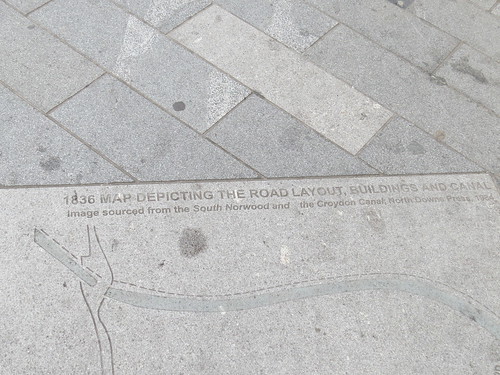 1836 MAP DEPICTING THE ROAD LAYOUT, BUILDINGS AND CANAL
Image sourced from the South Norwood and the Croydon Canal, North Downs Press,